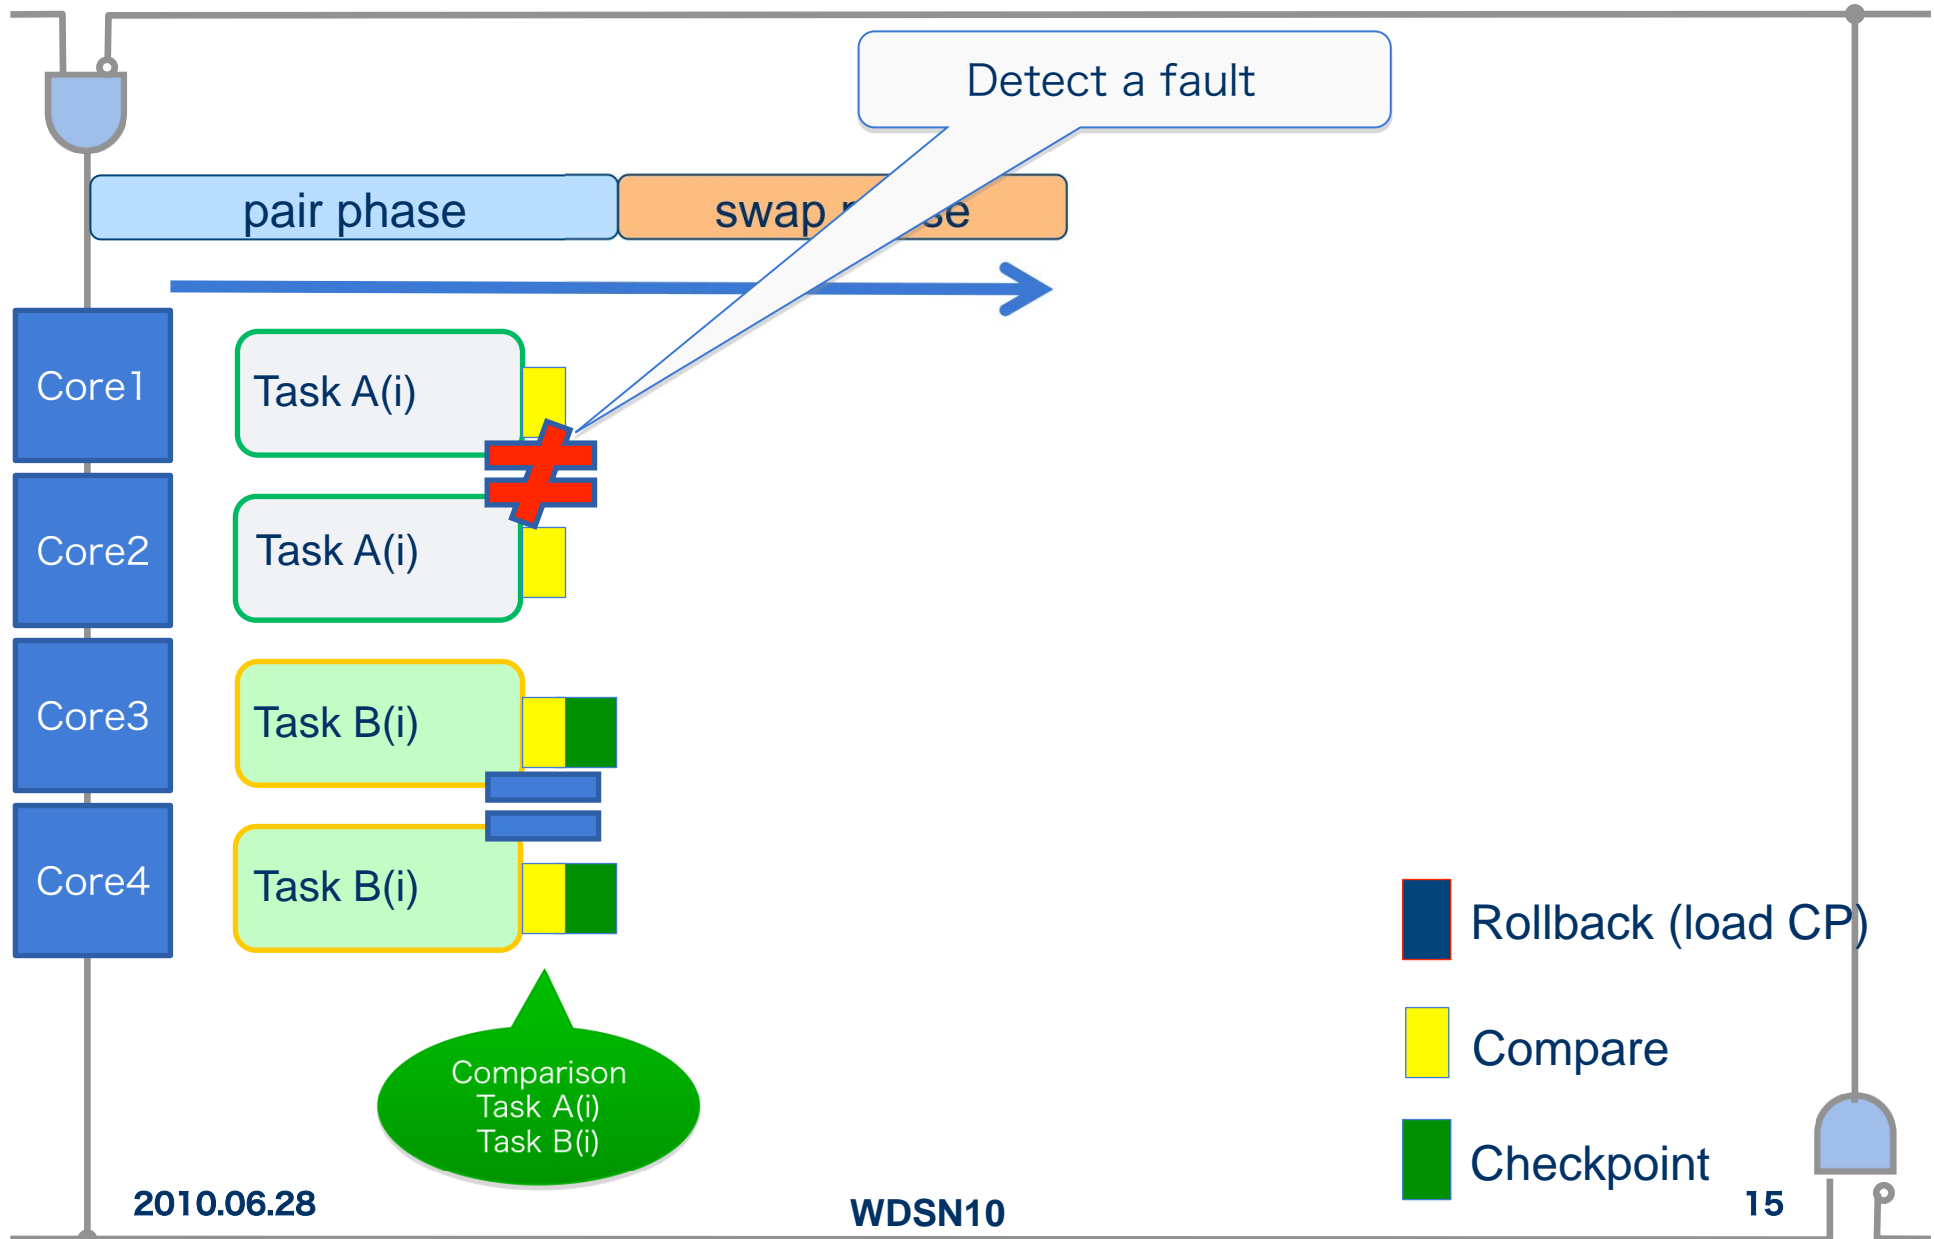 Detect a fault
pair phase
swap p se
Core1
Task A(i)
Core2
Task A(i)
Core3
Task B(i)
Core4
Task B(i)
Rollback (load CP)
Compare
Checkpoint
Comparison
Task A(i)
Task B(i)
2010.06.28
WDSN10
15